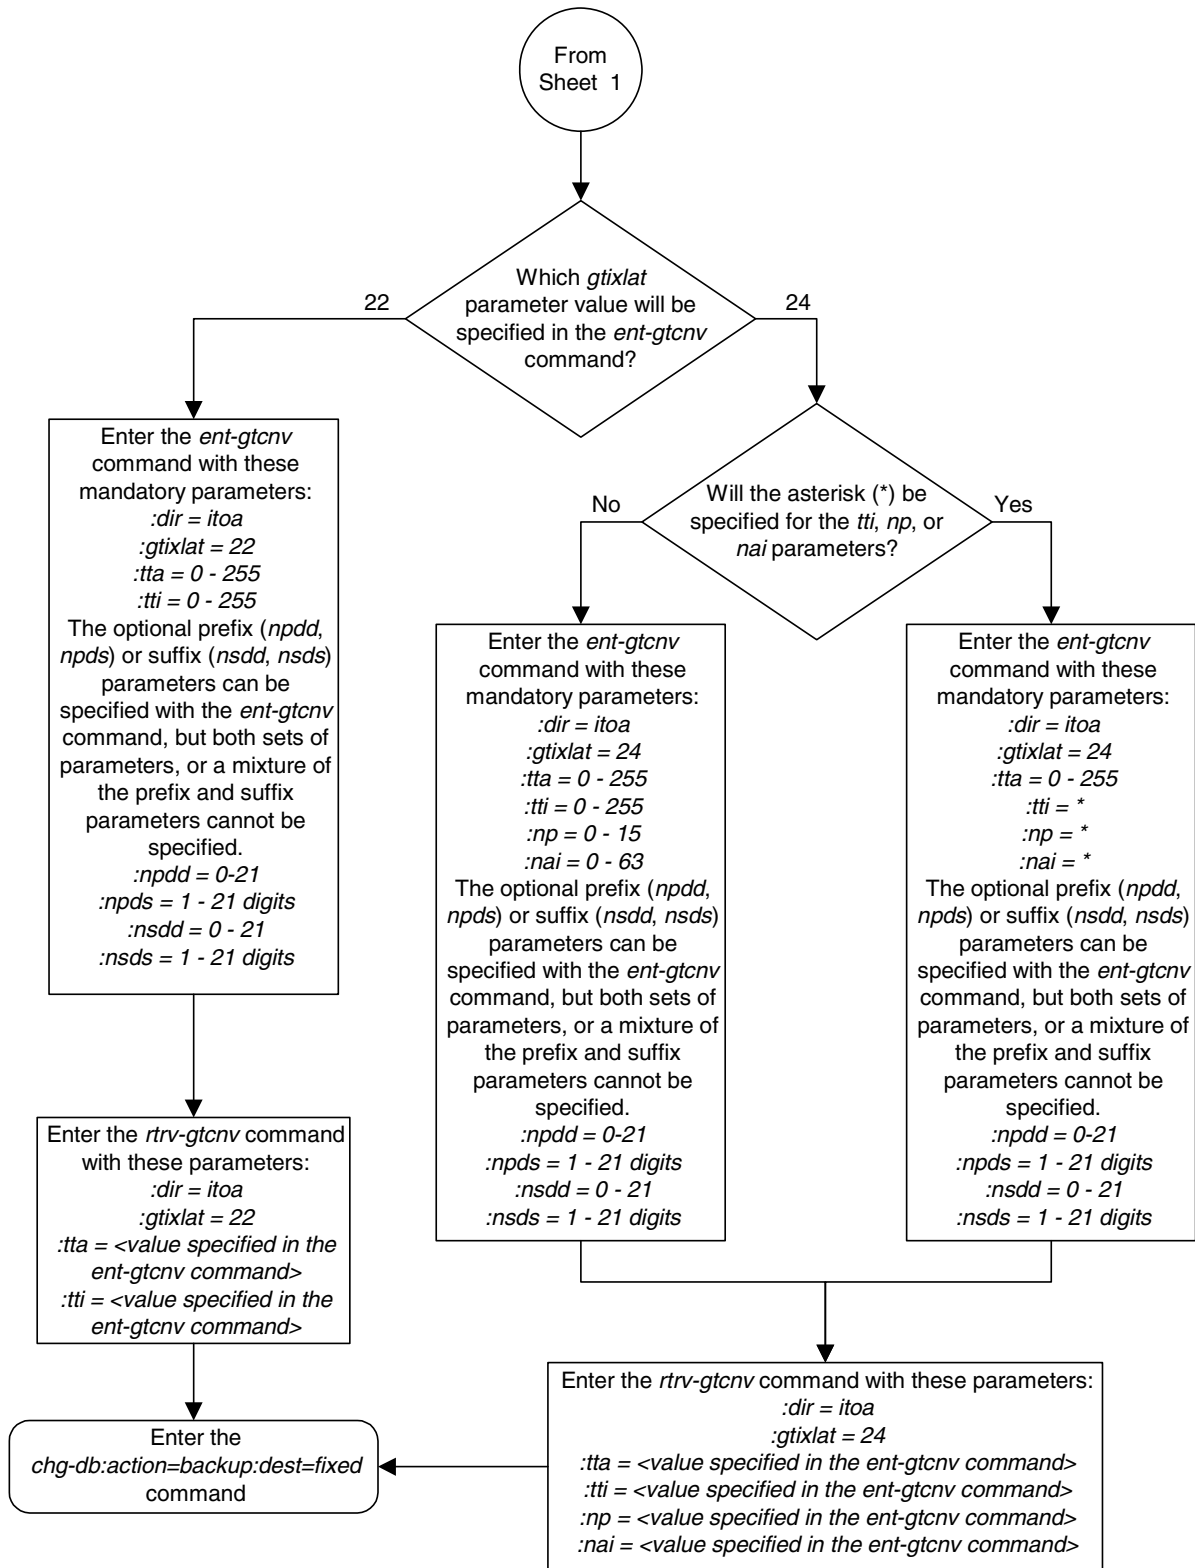 From
Sheet 1
Which gtixlat
parameter value will be
specified in the ent-gtcnv
command?
22
24
Enter the ent-gtcnv
command with these
mandatory parameters:
:dir = itoa
:gtixlat = 22
:tta = 0 - 255
:tti = 0 - 255
The optional prefix (npdd,
npds) or suffix (nsdd, nsds)
parameters can be
specified with the ent-gtcnv
command, but both sets of
parameters, or a mixture of
the prefix and suffix
parameters cannot be
specified.
:npdd = 0-21
:npds = 1 - 21 digits
:nsdd = 0 - 21
:nsds = 1 - 21 digits
Will the asterisk (*) be
specified for the tti, np, or
nai parameters?
No
Yes
Enter the ent-gtcnv
command with these
mandatory parameters:
:dir = itoa
:gtixlat = 24
:tta = 0 - 255
:tti = 0 - 255
:np = 0 - 15
:nai = 0 - 63
The optional prefix (npdd,
npds) or suffix (nsdd, nsds)
parameters can be
specified with the ent-gtcnv
command, but both sets of
parameters, or a mixture of
the prefix and suffix
parameters cannot be
specified.
:npdd = 0-21
:npds = 1 - 21 digits
:nsdd = 0 - 21
:nsds = 1 - 21 digits
Enter the ent-gtcnv
command with these
mandatory parameters:
:dir = itoa
:gtixlat = 24
:tta = 0 - 255
:tti = *
:np = *
:nai = *
The optional prefix (npdd,
npds) or suffix (nsdd, nsds)
parameters can be
specified with the ent-gtcnv
command, but both sets of
parameters, or a mixture of
the prefix and suffix
parameters cannot be
specified.
:npdd = 0-21
:npds = 1 - 21 digits
:nsdd = 0 - 21
:nsds = 1 - 21 digits
Enter the rtrv-gtcnv command
with these parameters:
:dir = itoa
:gtixlat = 22
:tta = <value specified in the
ent-gtcnv command>
:tti = <value specified in the
ent-gtcnv command>
Enter the rtrv-gtcnv command with these parameters:
:dir = itoa
:gtixlat = 24
:tta = <value specified in the ent-gtcnv command>
:tti = <value specified in the ent-gtcnv command>
:np = <value specified in the ent-gtcnv command>
:nai = <value specified in the ent-gtcnv command>
Enter the
chg-db:action=backup:dest=fixed
command